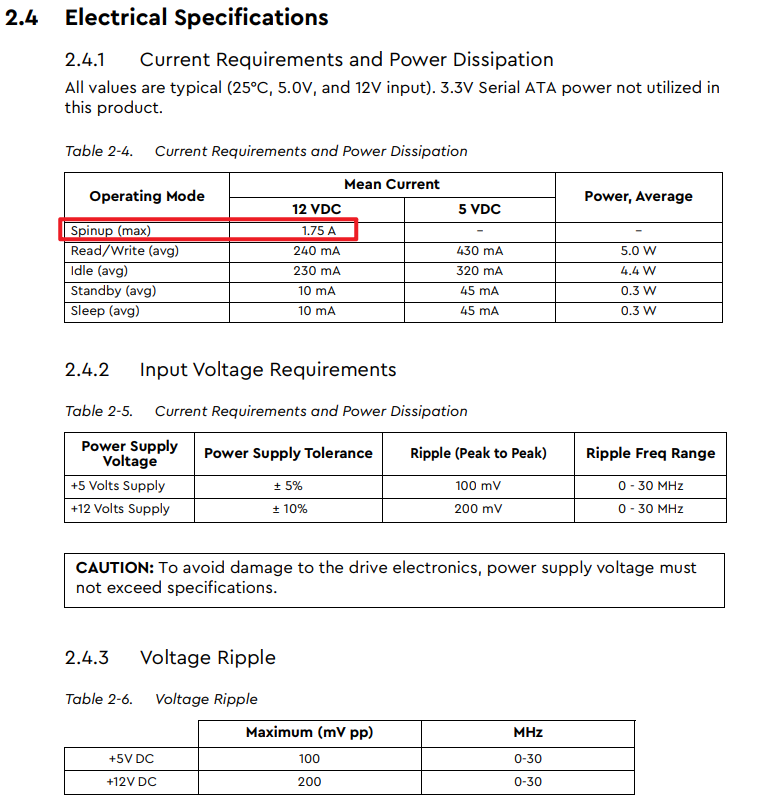 2.4 Electrical Specifications
2.4.1 Current Requirements and Power Dissipation
All values are typical (25°C, 5.0V, and 12V input). 3.3V Serial ATA power not utilized in
this product.
Table 2-4. Current Requirements and Power Dissipation
Operating Mode Mean Current Power, Average
12 VDC 5 VDC
Spinup (max) 1.75 A – –
Read/Write (avg) 240 mA 430 mA 5.0 W
Idle (avg) 230 mA 320 mA 4.4 W
Standby (avg) 10 mA 45 mA 0.3 W
Sleep (avg) 10 mA 45 mA 0.3 W
2.4.2 Input Voltage Requirements
Table 2-5. Current Requirements and Power Dissipation
Power Supply
Voltage Power Supply Tolerance Ripple (Peak to Peak) Ripple Freq Range
+5 Volts Supply ± 5% 100 mV 0 - 30 MHz
+12 Volts Supply ± 10% 200 mV 0 - 30 MHz
CAUTION: To avoid damage to the drive electronics, power supply voltage must
not exceed specifications.
2.4.3 Voltage Ripple
Table 2-6. Voltage Ripple
Maximum (mV pp) MHz
+5V DC 100 0-30
+12V DC 200 0-30